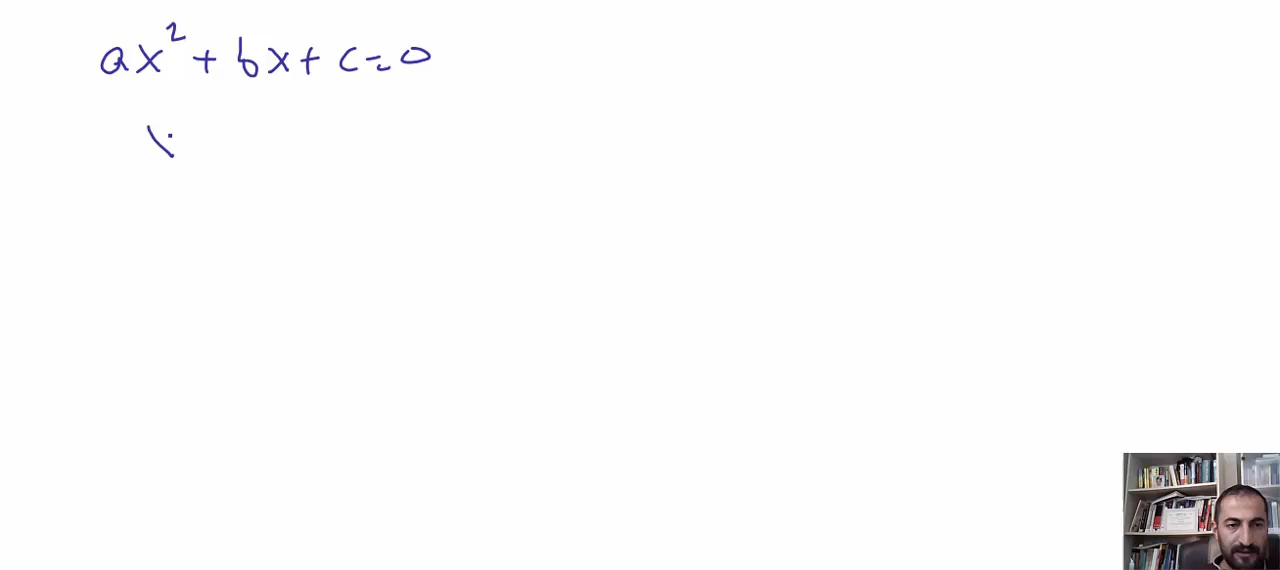 ax² + bx + c = 0